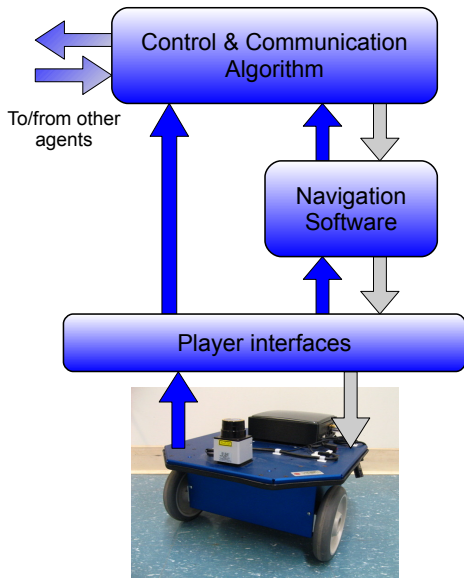 Control & Communication
Algorithm
To/from other
agents
Navigation
Software
Player interfaces